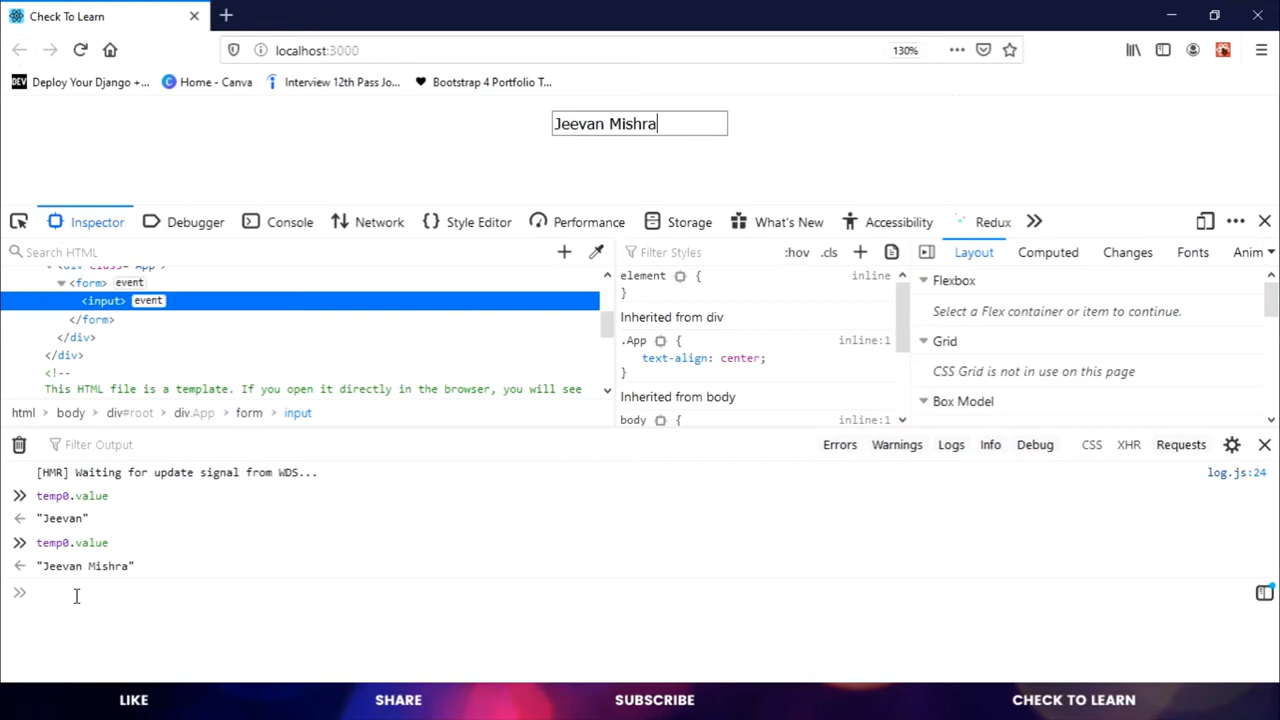 Check To Learn
localhost:3000
130%
DEV Deploy Your Django +...
Home - Canva
Interview 12th Pass Jo...
Bootstrap 4 Portfolio T...
Jeevan Mishra
Inspector
Debugger
Console
Network
Style Editor
Performance
Storage
What's New
Accessibility
Redux
Search HTML
Filter Styles
:hov
.cls
Layout
Computed
Changes
Fonts
Anim
<div class="App">
<form> event
<input> event
</form>
</div>
</div>
<!--
This HTML file is a template. If you open it directly in the browser, you will see
html
body
div#root
div.App
form
input
element {
inline
}
Inherited from div
.App {
inline:1
text-align: center;
}
Inherited from body
body {
inline:1
Flexbox
Select a Flex container or item to continue.
Grid
CSS Grid is not in use on this page
Box Model
Filter Output
Errors
Warnings
Logs
Info
Debug
CSS
XHR
Requests
[HMR] Waiting for update signal from WDS...
log.js:24
temp0.value
"Jeevan"
temp0.value
"Jeevan Mishra"
LIKE
SHARE
SUBSCRIBE
CHECK TO LEARN